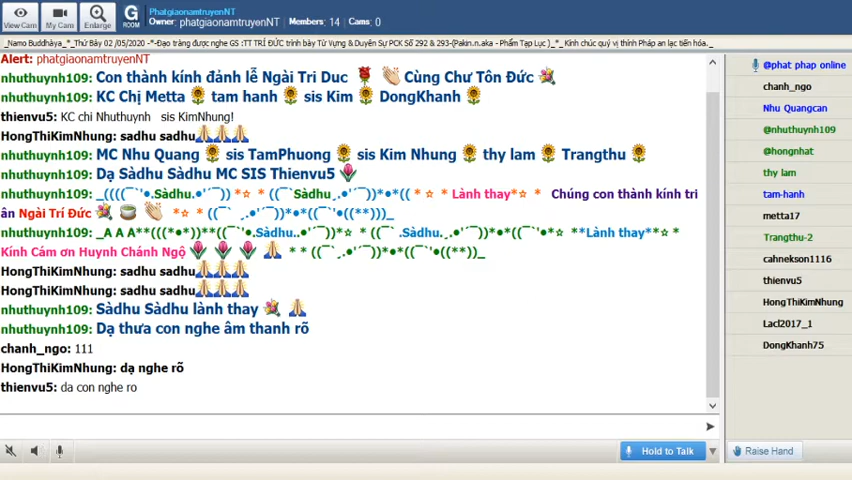 PhatgiaonamtruyenNT
Owner: phatgiaonamtruyenNT Members: 14 Cams: 0
View Cam My Cam Enlarge G ROOM
_Namo Buddhàya_*_Thứ Bảy 02 /05/2020 -*-Đạo tràng được nghe GS :TT TRÍ ĐỨC trình bày Từ Vựng & Duyên Sự PCK Số 292 & 293-(Pakin.n.aka - Phẩm Tạp Lục )_*_ Kính chúc quý vị thính Pháp an lạc tiến hóa._
Alert: phatgiaonamtruyenNT
nhuthuynh109: Con thành kính đảnh lễ Ngài Tri Duc 🌹 👏 Cùng Chư Tôn Đức 💐
nhuthuynh109: KC Chị Metta 🌻 tam hanh 🌻 sis Kim 🌻 DongKhanh 🌻
thienvu5: KC chi Nhuthuynh sis KimNhung!
HongThiKimNhung: sadhu sadhu🙏🙏🙏
nhuthuynh109: MC Nhu Quang 🌻 sis TamPhuong 🌻 sis Kim Nhung 🌻 thy lam 🌻 Trangthu 🌻
nhuthuynh109: Dạ Sàdhu Sàdhu MC SIS Thienvu5 🌷
nhuthuynh109: _((((¨¯`'•.Sàdhu.•'´¯)) *☆ * ((¨¯`Sàdhu¸.•'´¯))*•*(( * ☆ * Lành thay*☆ * Chúng con thành kính tri
ân Ngài Trí Đức 💐 🍵 👏 *☆ * ((¨¯`¸.•'´¯))*•*((¨¯`'•((**)))_
nhuthuynh109: _A A A**(((*•*))**((¨¯`'•.Sàdhu..•'´¯))*☆ * ((¨¯`.Sàdhu.¸.•'´¯))*•*((¨¯`'•☆ **Lành thay**☆ *
Kính Cám ơn Huynh Chánh Ngộ 🌷 🌷 🌷 🙏 * * ((¨¯`¸.•'´¯))*•*((¨¯`'•((**))_
HongThiKimNhung: sadhu sadhu🙏🙏🙏
HongThiKimNhung: sadhu sadhu🙏🙏🙏
nhuthuynh109: Sàdhu Sàdhu lành thay 💐 🙏
nhuthuynh109: Dạ thưa con nghe âm thanh rõ
chanh_ngo: 111
HongThiKimNhung: dạ nghe rõ
thienvu5: da con nghe ro
@phat phap online
chanh_ngo
Nhu Quangcan
@nhuthuynh109
@hongnhat
thy lam
tam-hanh
metta17
Trangthu-2
cahnekson1116
thienvu5
HongThiKimNhung
Lacl2017_1
DongKhanh75
Hold to Talk
Raise Hand